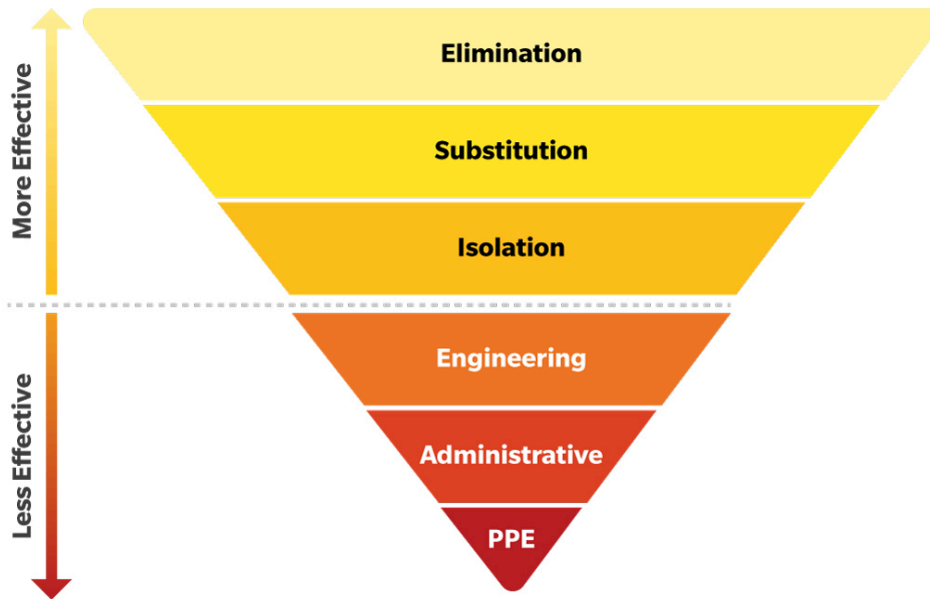 More Effective
Less Effective
Elimination
Substitution
Isolation
Engineering
Administrative
PPE